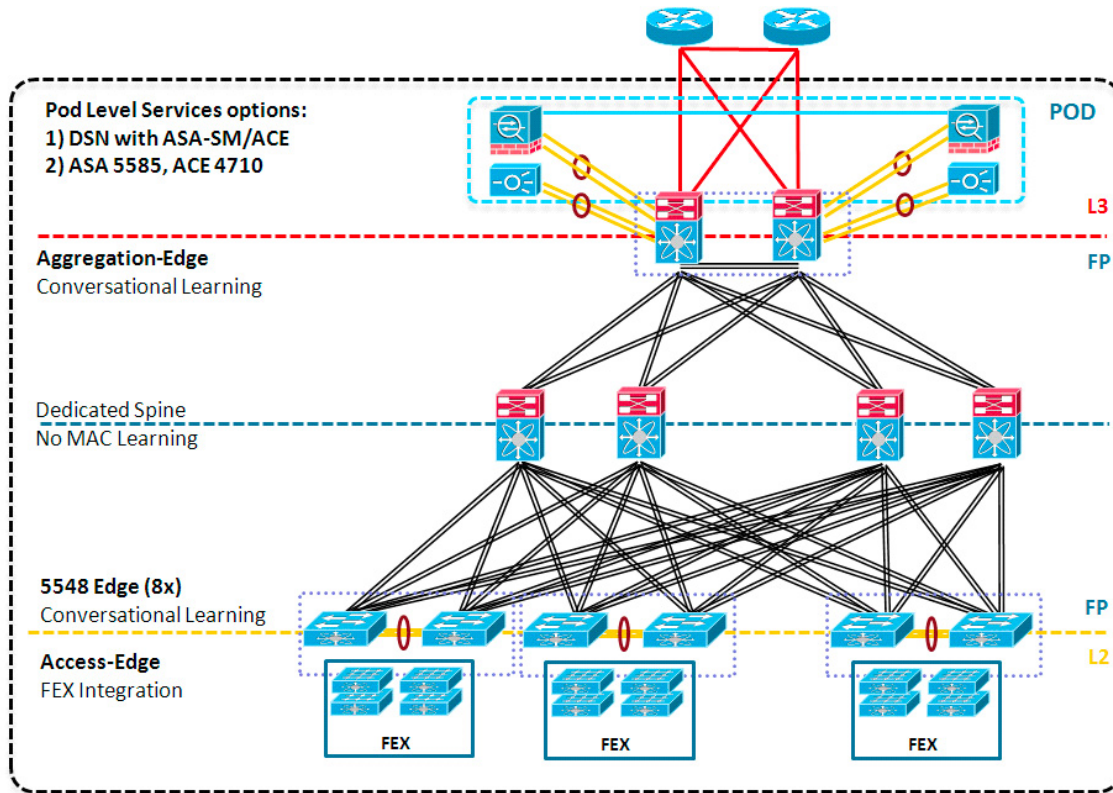 Pod Level Services options:
1) DSN with ASA-SM/ACE
2) ASA 5585, ACE 4710
POD
L3
Aggregation-Edge
Conversational Learning
FP
Dedicated Spine
No MAC Learning
5548 Edge (8x)
Conversational Learning
FP
Access-Edge
FEX Integration
L2
FEX
FEX
FEX